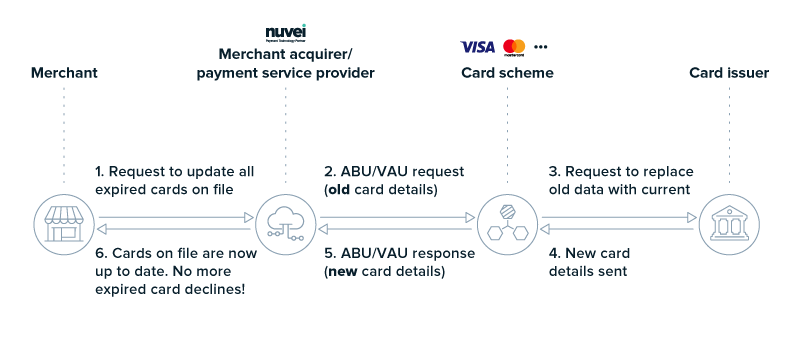 nuvei
Payment Technology Partner
Merchant acquirer/
payment service provider
VISA
mastercard
Merchant
Card scheme
Card issuer
1. Request to update all
expired cards on file
2. ABU/VAU request
(old card details)
3. Request to replace
old data with current
6. Cards on file are now
up to date. No more
expired card declines!
5. ABU/VAU response
(new card details)
4. New card
details sent